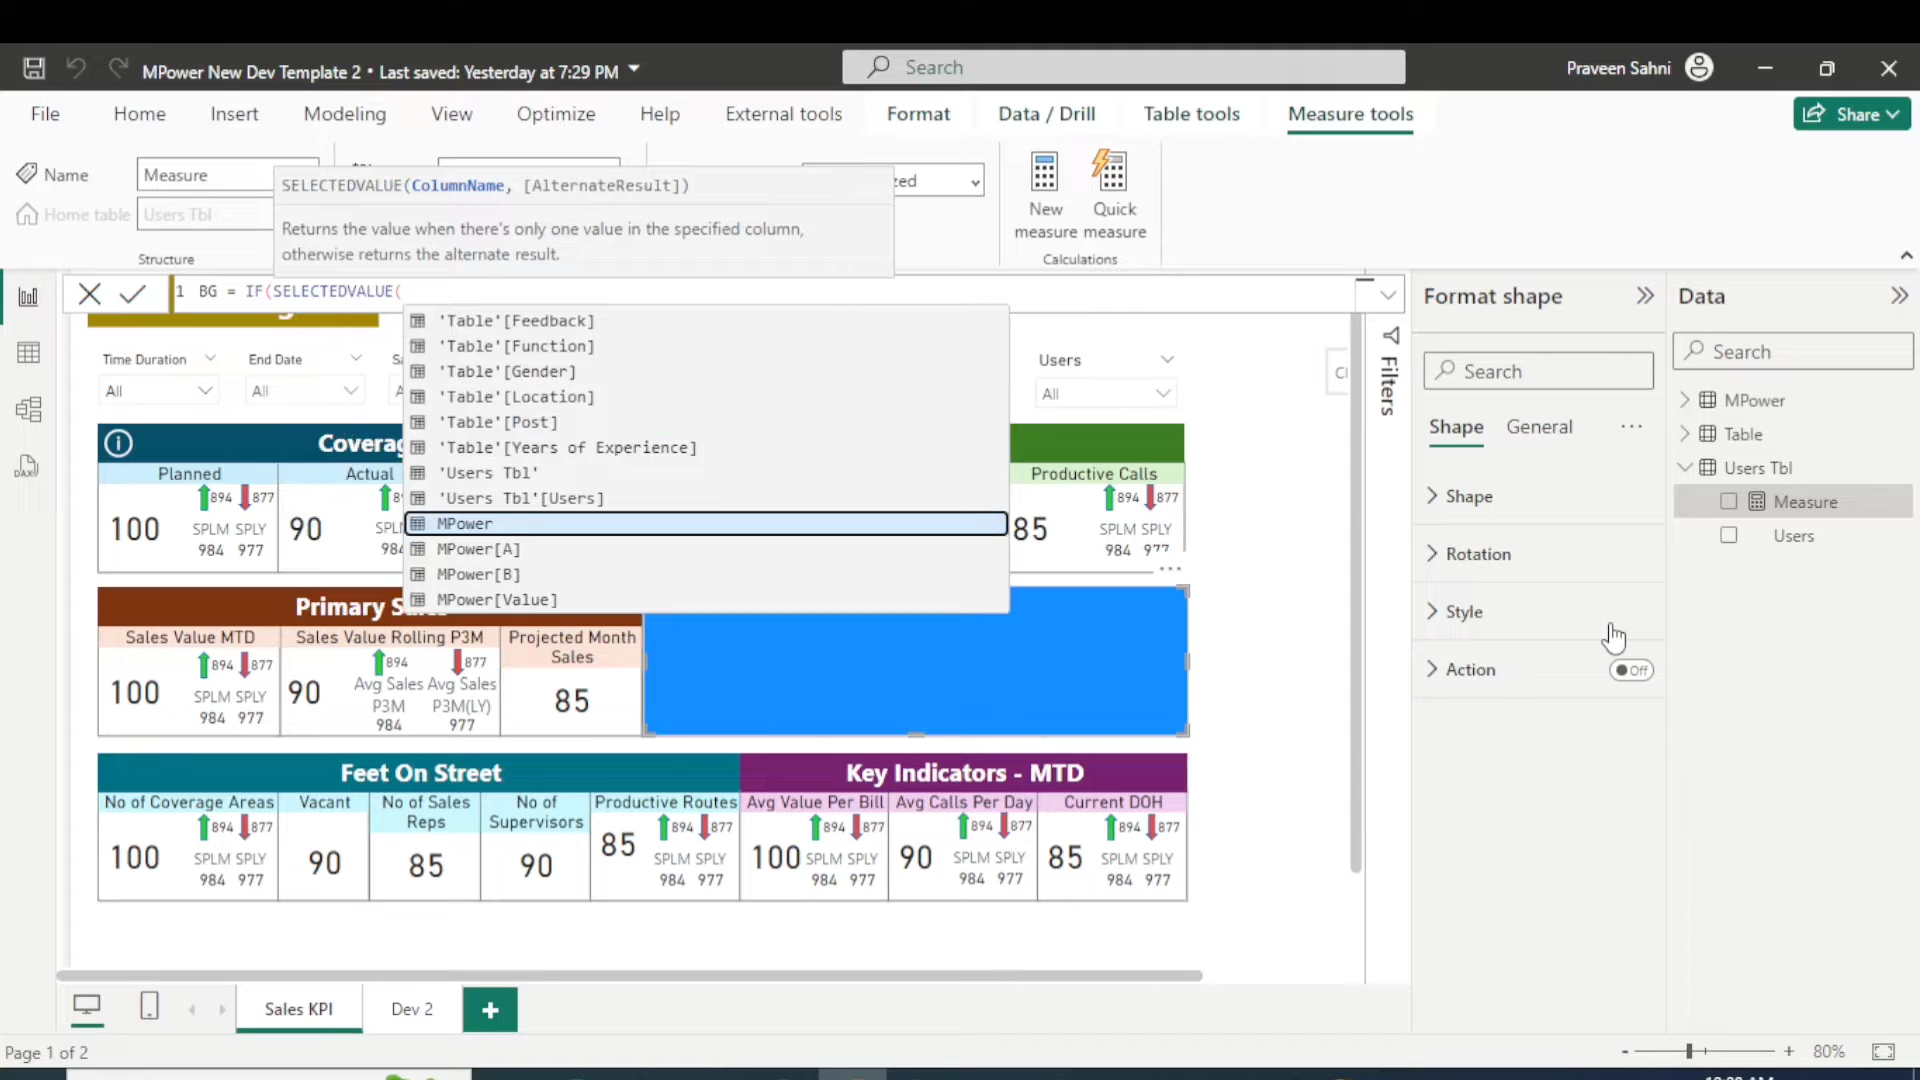 MPower New Dev Template 2 • Last saved: Yesterday at 7:29 PM
Search
Praveen Sahni
File Home Insert Modeling View Optimize Help External tools Format Data / Drill Table tools Measure tools
Share
Name
Measure
Home table
Users Tbl
Structure
SELECTEDVALUE(ColumnName, [AlternateResult])
Returns the value when there's only one value in the specified column,
otherwise returns the alternate result.
New
measure
Quick
measure
Calculations
1 BG = IF(SELECTEDVALUE(
'Table'[Feedback]
'Table'[Function]
'Table'[Gender]
'Table'[Location]
'Table'[Post]
'Table'[Years of Experience]
'Users Tbl'
'Users Tbl'[Users]
MPower
MPower[A]
MPower[B]
MPower[Value]
Time Duration
All
End Date
All
Users
All
Planned
894 877
100
SPLM SPLY
984 977
Actual
90
Productive Calls
894 877
85
SPLM SPLY
984 977
Sales Value MTD
894 877
100
SPLM SPLY
984 977
Sales Value Rolling P3M
894 877
90
Avg Sales Avg Sales
P3M P3M(LY)
984 977
Projected Month
Sales
85
Feet On Street
No of Coverage Areas
894 877
100
SPLM SPLY
984 977
Vacant
90
No of Sales
Reps
85
No of
Supervisors
90
Productive Routes
894 877
85
SPLM SPLY
984 977
Key Indicators - MTD
Avg Value Per Bill
894 877
100
SPLM SPLY
984 977
Avg Calls Per Day
894 877
90
SPLM SPLY
984 977
Current DOH
894 877
85
SPLM SPLY
984 977
Filters
Format shape
Search
Shape General
Shape
Rotation
Style
Action
Off
Data
Search
MPower
Table
Users Tbl
Measure
Users
Sales KPI
Dev 2
Page 1 of 2
- + 80%